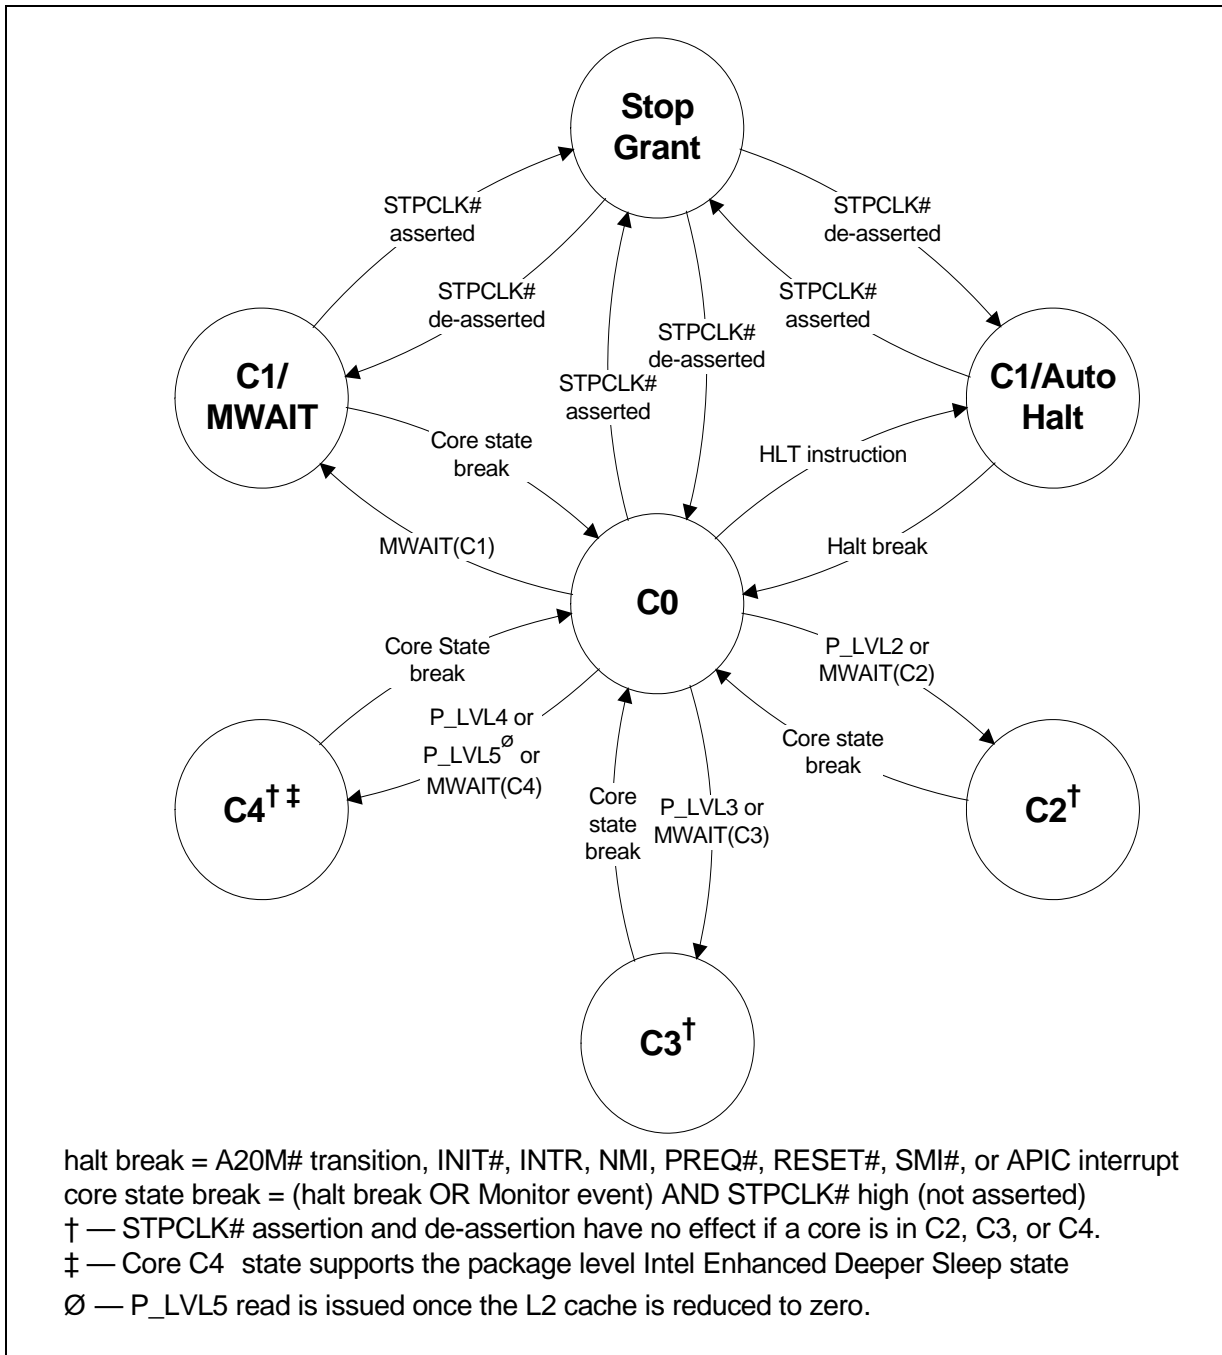 Stop
Grant
STPCLK#
asserted
STPCLK#
de-asserted
STPCLK#
de-asserted
STPCLK#
asserted
STPCLK#
de-asserted
C1/
MWAIT
C1/Auto
Halt
STPCLK#
asserted
Core state
break
HLT instruction
MWAIT(C1)
Halt break
C0
Core State
break
P_LVL2 or
MWAIT(C2)
P_LVL4 or
P_LVL5Ø or
MWAIT(C4)
Core state
break
C4† ‡
Core
state
break
P_LVL3 or
MWAIT(C3)
C2†
C3†
halt break = A20M# transition, INIT#, INTR, NMI, PREQ#, RESET#, SMI#, or APIC interrupt
core state break = (halt break OR Monitor event) AND STPCLK# high (not asserted)
† — STPCLK# assertion and de-assertion have no effect if a core is in C2, C3, or C4.
‡ — Core C4 state supports the package level Intel Enhanced Deeper Sleep state
Ø — P_LVL5 read is issued once the L2 cache is reduced to zero.